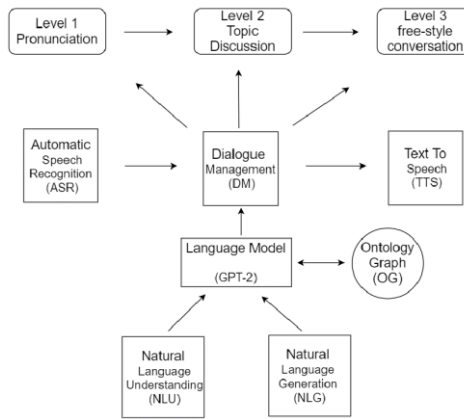 Level 1
Pronunciation
Level 2
Topic
Discussion
Level 3
free-style
conversation
Automatic
Speech
Recognition
(ASR)
Dialogue
Management
(DM)
Text To
Speech
(TTS)
Language Model
(GPT-2)
Ontology
Graph
(OG)
Natural
Language
Understanding
(NLU)
Natural
Language
Generation
(NLG)